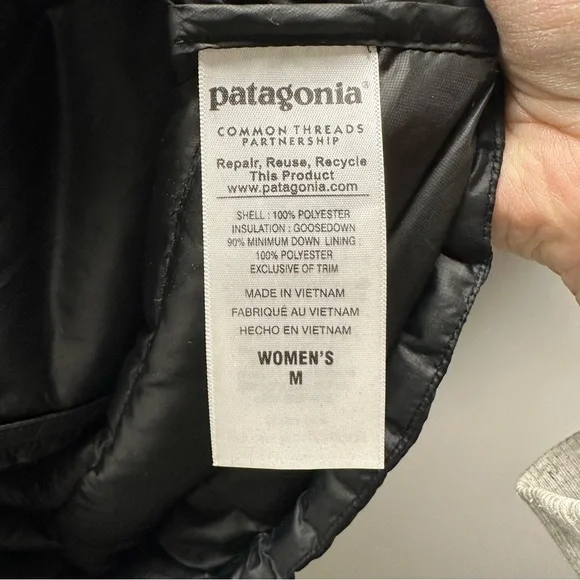 patagonia®
COMMON THREADS
PARTNERSHIP
Repair, Reuse, Recycle
This Product
www.patagonia.com
SHELL : 100% POLYESTER
INSULATION : GOOSEDOWN
90% MINIMUM DOWN LINING :
100% POLYESTER
EXCLUSIVE OF TRIM
MADE IN VIETNAM
FABRIQUÉ AU VIETNAM
HECHO EN VIETNAM
WOMEN'S
M